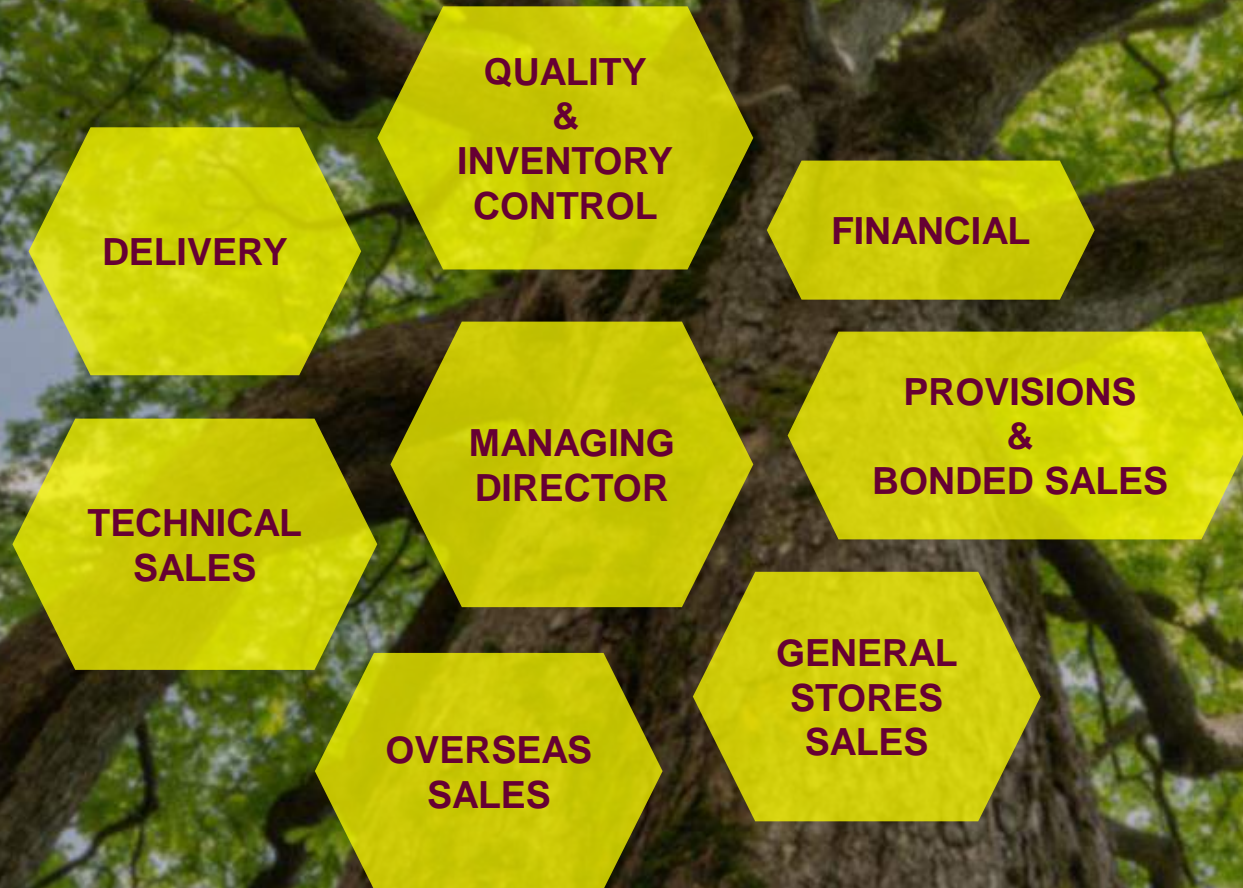 QUALITY
&
INVENTORY
CONTROL
DELIVERY
FINANCIAL
MANAGING
DIRECTOR
PROVISIONS
&
BONDED SALES
TECHNICAL
SALES
GENERAL
STORES
SALES
OVERSEAS
SALES